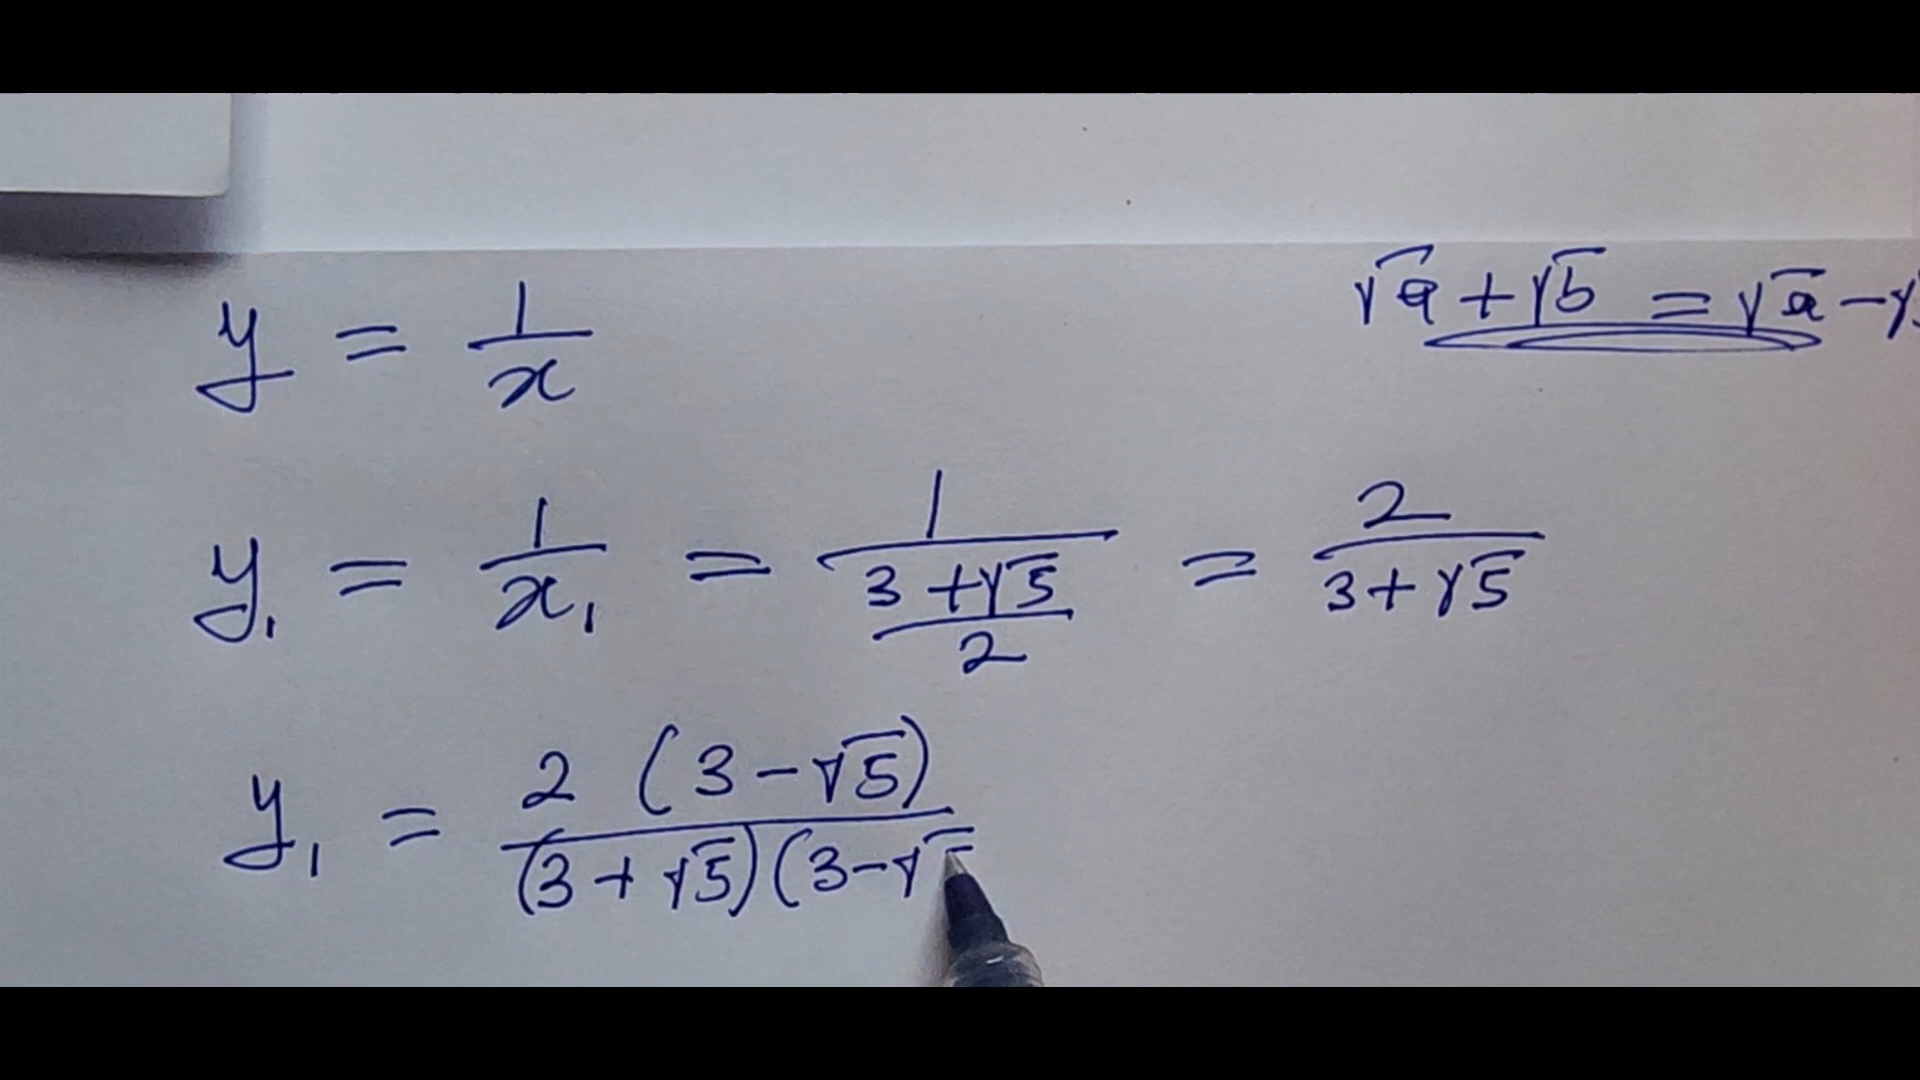 √a + √b = √a - √
y = 1/x
y₁ = 1/x₁ = 1/((3 + √5)/2) = 2/(3 + √5)
y₁ = 2 (3 - √5)/((3 + √5)(3 - √